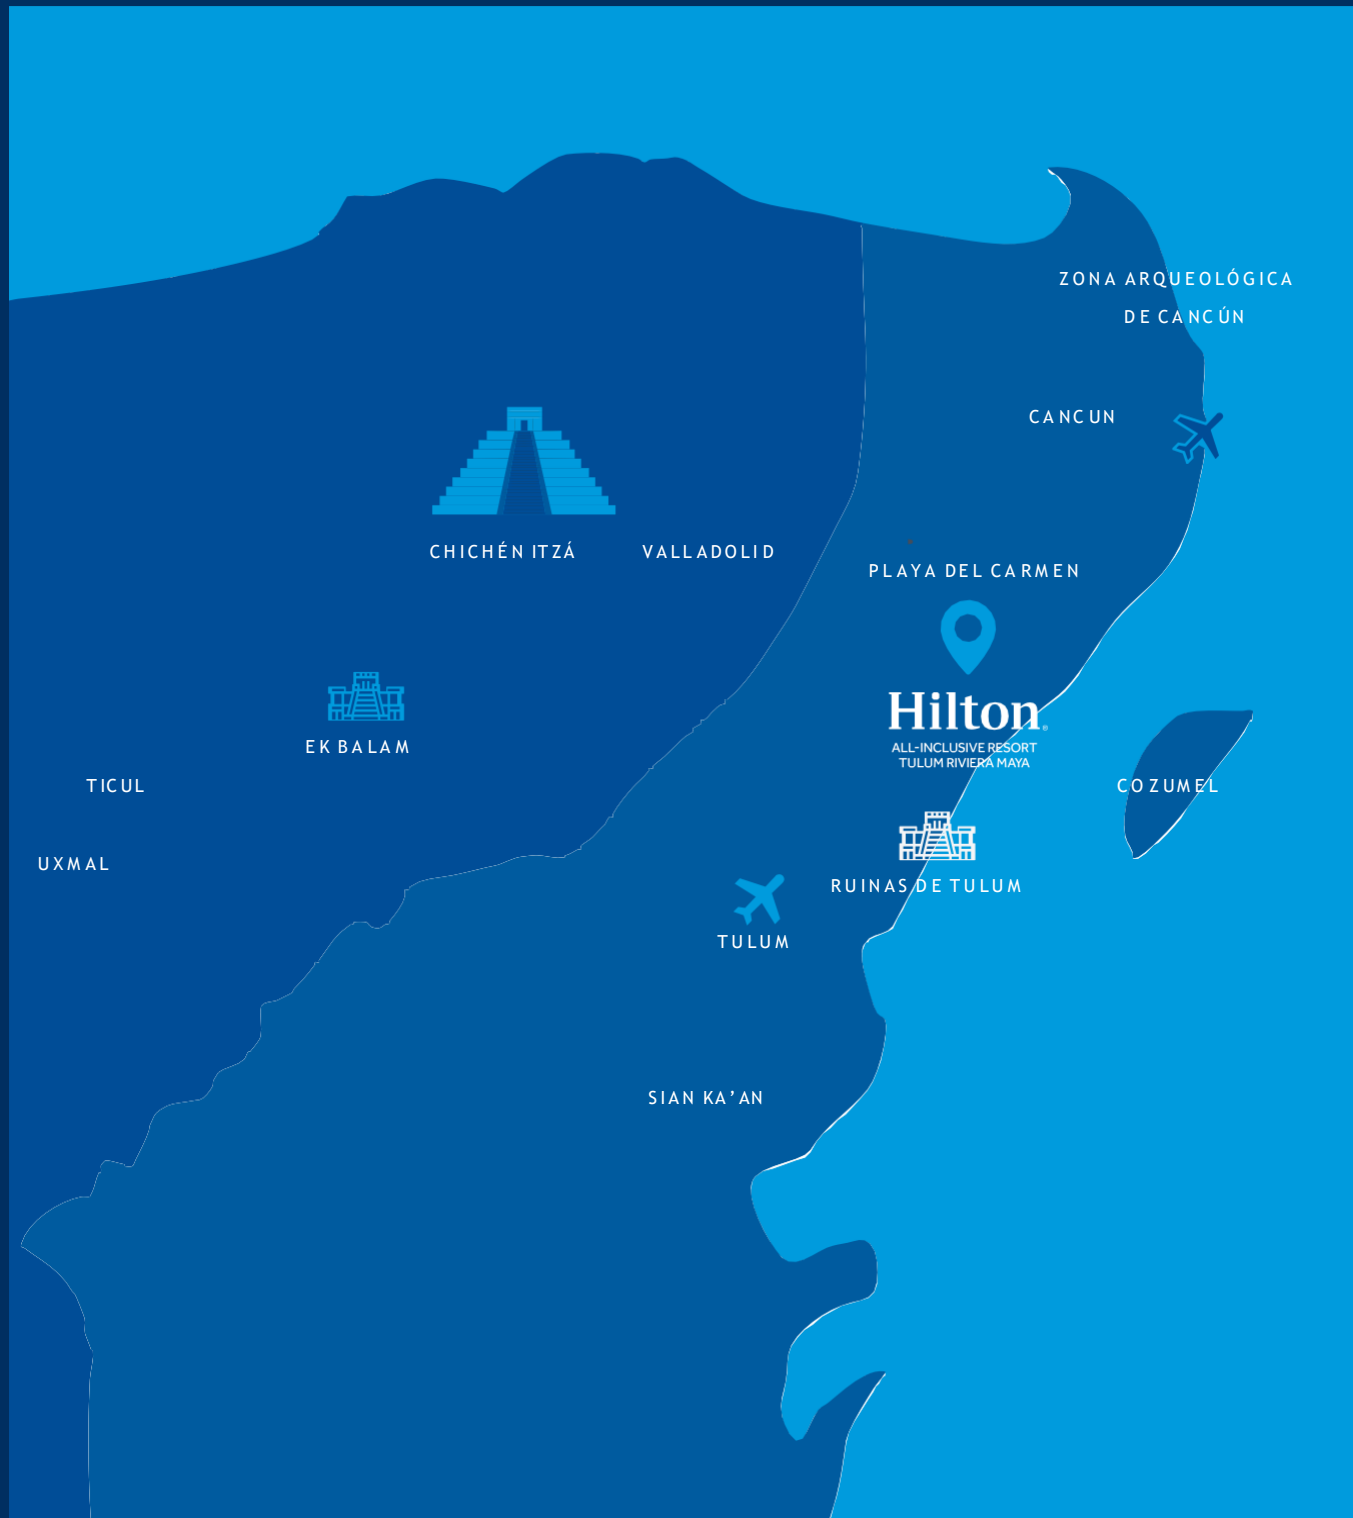 ZONA ARQUEOLÓGICA
DE CANCÚN
CANCUN
CHICHÉN ITZÁ
VALLADOLID
PLAYA DEL CARMEN
Hilton®
ALL-INCLUSIVE RESORT
TULUM RIVIERA MAYA
EK BALAM
TICUL
COZUMEL
UXMAL
RUINAS DE TULUM
TULUM
SIAN KA’AN